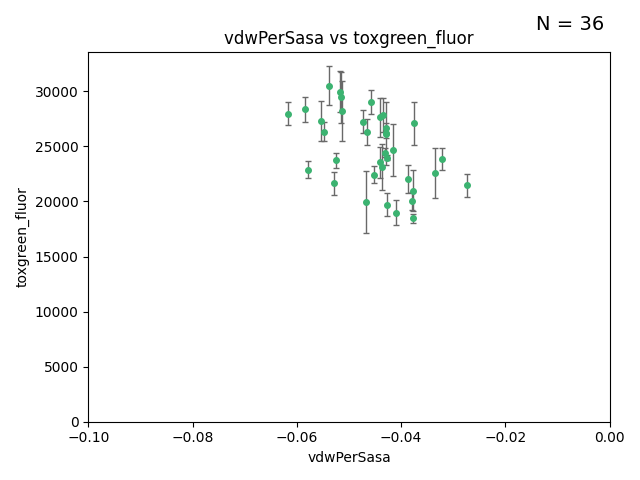 N = 36
vdwPerSasa vs toxgreen_fluor
30000
25000
20000
15000
10000
5000
0
toxgreen_fluor
−0.10 −0.08 −0.06 −0.04 −0.02 0.00
vdwPerSasa